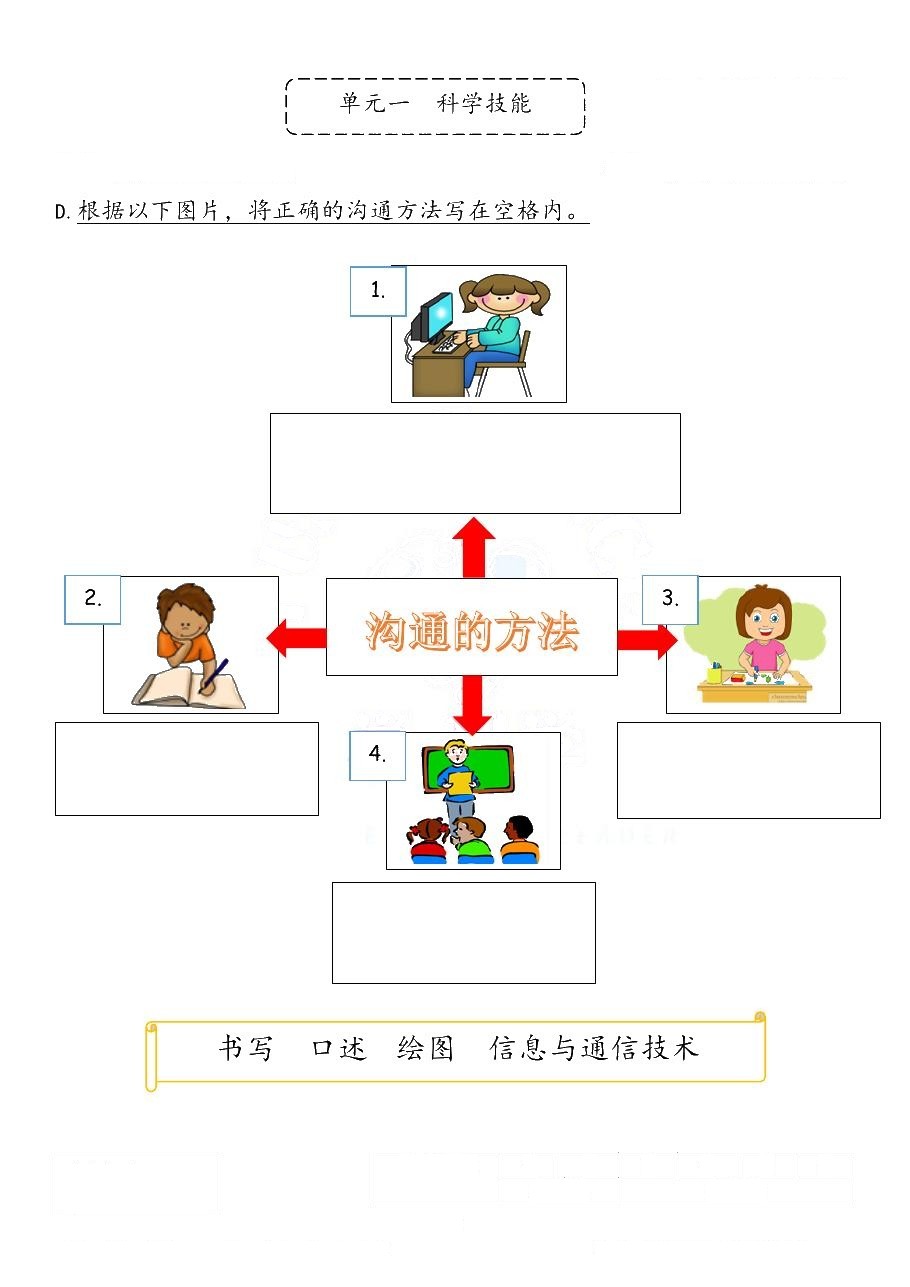 单元一 科学技能
D. 根据以下图片，将正确的沟通方法写在空格内。
1.
2.
沟通的方法
3.
4.
书写 口述 绘图 信息与通信技术